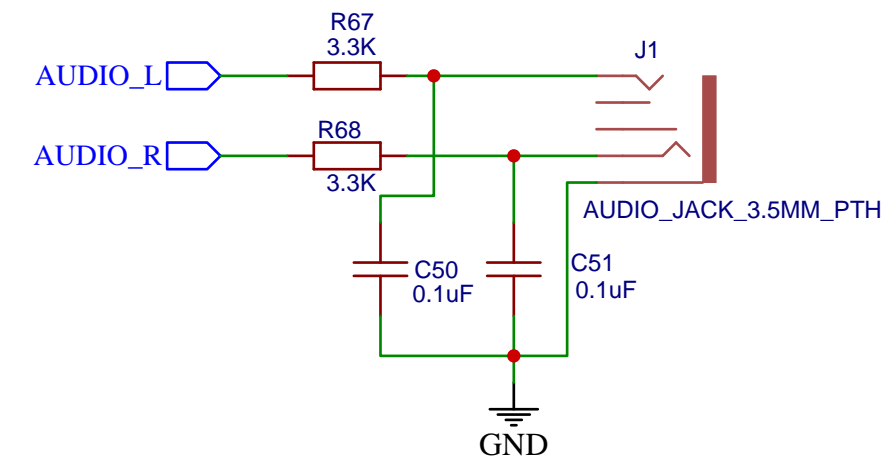 R67
3.3K
J1
AUDIO_L
R68
AUDIO_R
3.3K
AUDIO_JACK_3.5MM_PTH
C50
0.1uF
C51
0.1uF
GND